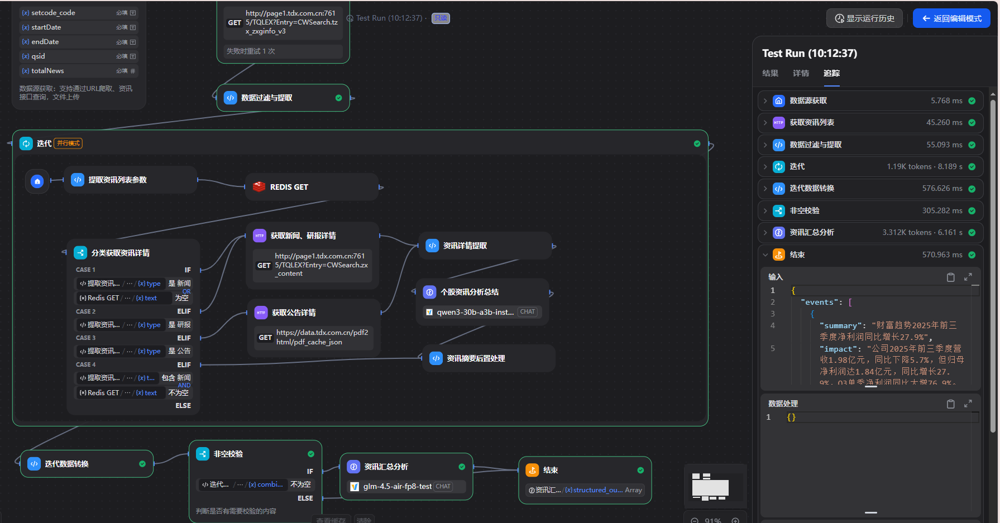 {x} setcode_code 必填
{x} startDate 必填
{x} endDate 必填
{x} qsid 必填
{x} totalNews 必填 #
数据源获取：支持通过URL爬取、资讯
接口查询，文件上传
GET http://page1.tdx.com.cn:761
5/TQLEX?Entry=CWSearch.tz
x_zxginfo_v3
失败时重试 1 次
Test Run (10:12:37) · 只读
显示运行历史
← 返回编辑模式
数据过滤与提取
迭代 并行模式
提取资讯列表参数
REDIS GET
分类获取资讯详情
CASE 1 IF
提取资讯... / ··· / {x} type 是 新闻
OR
{x} Redis GET / ··· / {x} text 为空
CASE 2 ELIF
提取资讯... / ··· / {x} type 是 研报
CASE 3 ELIF
提取资讯... / ··· / {x} type 是 公告
CASE 4 ELIF
提取资讯... / ··· / {x} t... 包含 新闻
AND
{x} Redis GET / ··· / {x} text 不为空
ELSE
HTTP 获取新闻、研报详情
GET http://page1.tdx.com.cn:761
5/TQLEX?Entry=CWSearch.zx
_content
HTTP 获取公告详情
GET https://data.tdx.com.cn/pdf2
html/pdf_cache_json
资讯详情提取
个股资讯分析总结
qwen3-30b-a3b-inst... CHAT
资讯摘要后置处理
迭代数据转换
非空校验
IF
迭代... / ··· {x} combi... 不为空
ELSE
判断是否有需要校验的内容
资讯汇总分析
glm-4.5-air-fp8-test CHAT
结束
资讯汇... / {x} structured_ou... Array
查看缓存 清除
91%
Test Run (10:12:37)
结果 详情 追踪
数据源获取 5.768 ms
HTTP 获取资讯列表 45.260 ms
数据过滤与提取 55.093 ms
迭代 1.19K tokens · 8.189 s
迭代数据转换 576.626 ms
非空校验 305.282 ms
资讯汇总分析 3.312K tokens · 6.161 s
结束 570.963 ms
输入
1 {
2 "events": [
3 {
4 "summary": "财富趋势2025年前三
季度净利润同比增长27.9%",
5 "impact": "公司2025年前三季度营
收1.98亿元，同比下降5.7%，但归母
净利润达1.84亿元，同比增长27.
9%，Q3单季净利润同比大增76.9%。
数据处理
1 {}